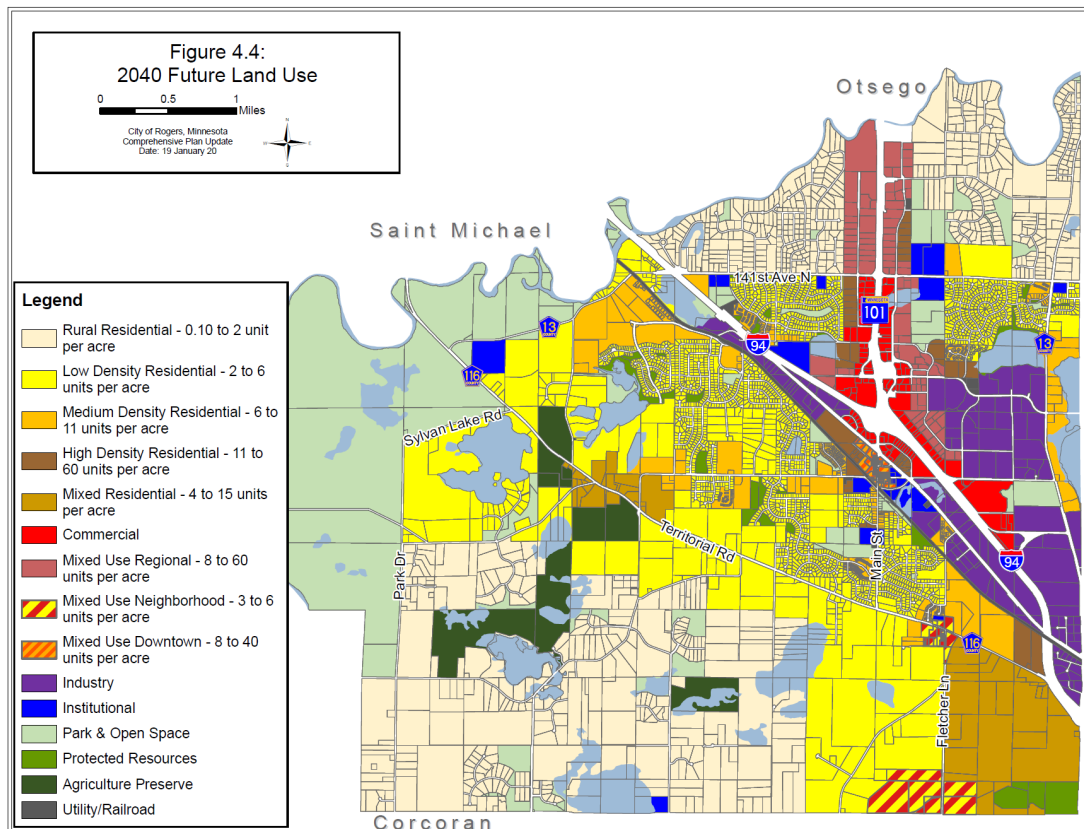 Figure 4.4:
2040 Future Land Use
0 0.5 1
Miles
City of Rogers, Minnesota
Comprehensive Plan Update
Date: 19 January 20
N
W E
S
Otsego
Saint Michael
141st Ave N
101
13
13
94
116
Sylvan Lake Rd
Territorial Rd
Main St
Park Dr
94
116
Fletcher Ln
Corcoran
Legend
Rural Residential - 0.10 to 2 unit
per acre
Low Density Residential - 2 to 6
units per acre
Medium Density Residential - 6 to
11 units per acre
High Density Residential - 11 to
60 units per acre
Mixed Residential - 4 to 15 units
per acre
Commercial
Mixed Use Regional - 8 to 60
units per acre
Mixed Use Neighborhood - 3 to 6
units per acre
Mixed Use Downtown - 8 to 40
units per acre
Industry
Institutional
Park & Open Space
Protected Resources
Agriculture Preserve
Utility/Railroad